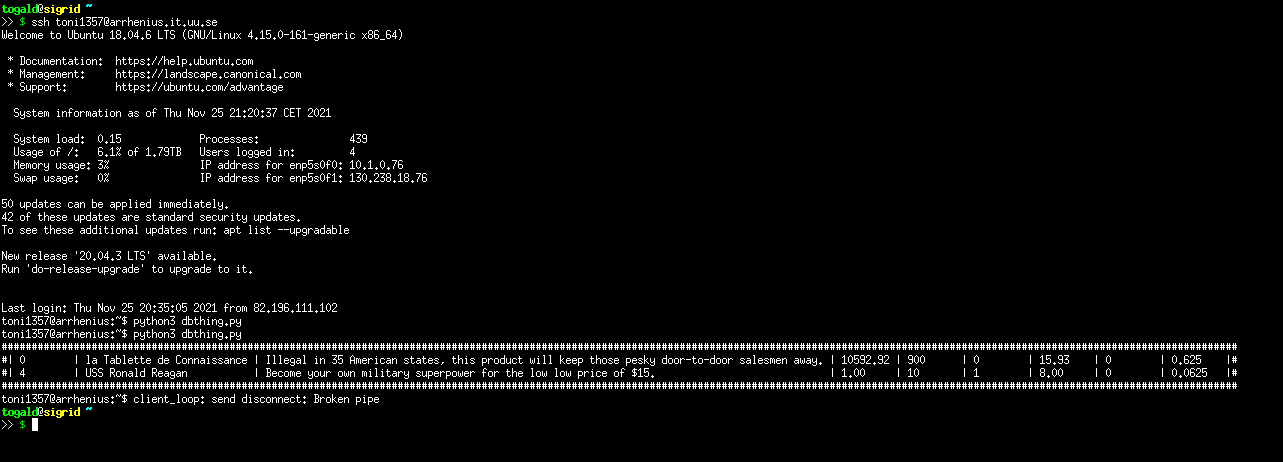 togald@sigrid ~
>> $ ssh toni1357@arrhenius.it.uu.se
Welcome to Ubuntu 18.04.6 LTS (GNU/Linux 4.15.0-161-generic x86_64)

 * Documentation:  https://help.ubuntu.com
 * Management:     https://landscape.canonical.com
 * Support:        https://ubuntu.com/advantage

  System information as of Thu Nov 25 21:20:37 CET 2021

  System load:  0.15             Processes:               439
  Usage of /:   6.1% of 1.79TB   Users logged in:         4
  Memory usage: 3%               IP address for enp5s0f0: 10.1.0.76
  Swap usage:   0%               IP address for enp5s0f1: 130.238.18.76

50 updates can be applied immediately.
42 of these updates are standard security updates.
To see these additional updates run: apt list --upgradable

New release '20.04.3 LTS' available.
Run 'do-release-upgrade' to upgrade to it.


Last login: Thu Nov 25 20:35:05 2021 from 82.196.111.102
toni1357@arrhenius:~$ python3 dbthing.py
toni1357@arrhenius:~$ python3 dbthing.py
##############################################################################################################################################################################################################
#| 0          | la Tablette de Connaissance | Illegal in 35 American states, this product will keep those pesky door-to-door salesmen away. | 10592.92 | 900      | 0        | 15.93    | 0        | 0.625    |#
#| 4          | USS Ronald Reagan           | Become your own military superpower for the low low price of $15.                             | 1.00     | 10       | 1        | 8.00     | 0        | 0.0625   |#
##############################################################################################################################################################################################################
toni1357@arrhenius:~$ client_loop: send disconnect: Broken pipe
togald@sigrid ~
>> $